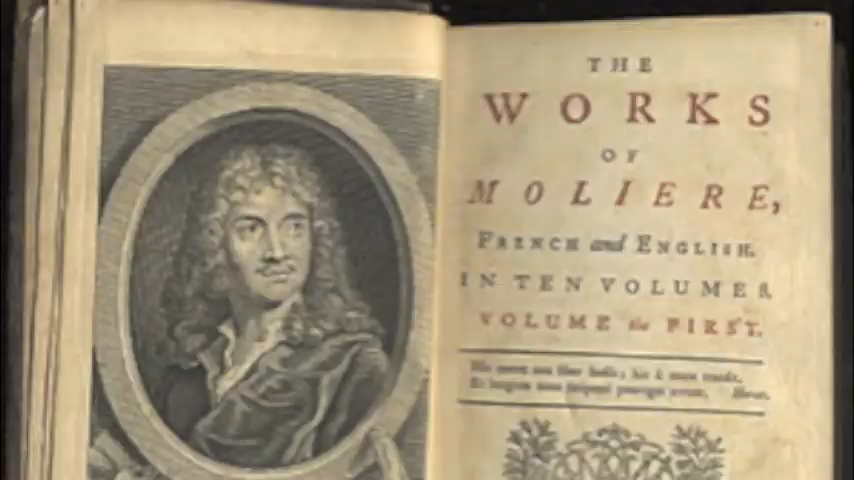 THE
WORKS
OF
MOLIERE,
FRENCH and ENGLISH.
IN TEN VOLUMES.
VOLUME the FIRST.